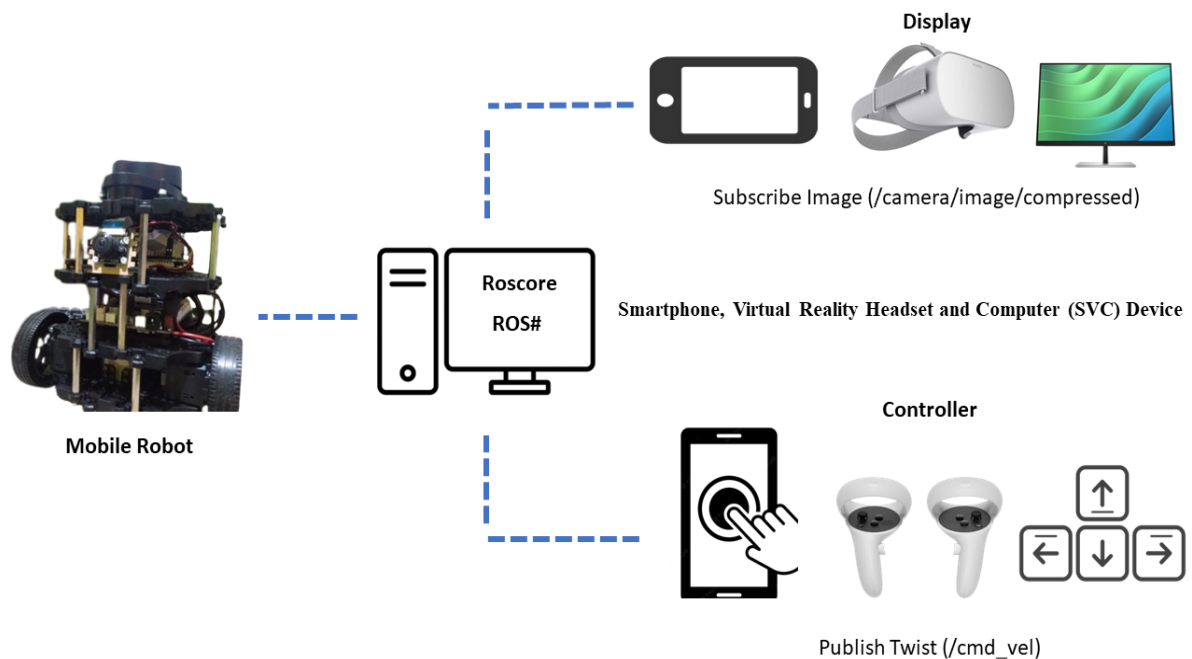 Display
Subscribe Image (/camera/image/compressed)
Roscore
ROS#
Smartphone, Virtual Reality Headset and Computer (SVC) Device
Mobile Robot
Controller
Publish Twist (/cmd_vel)